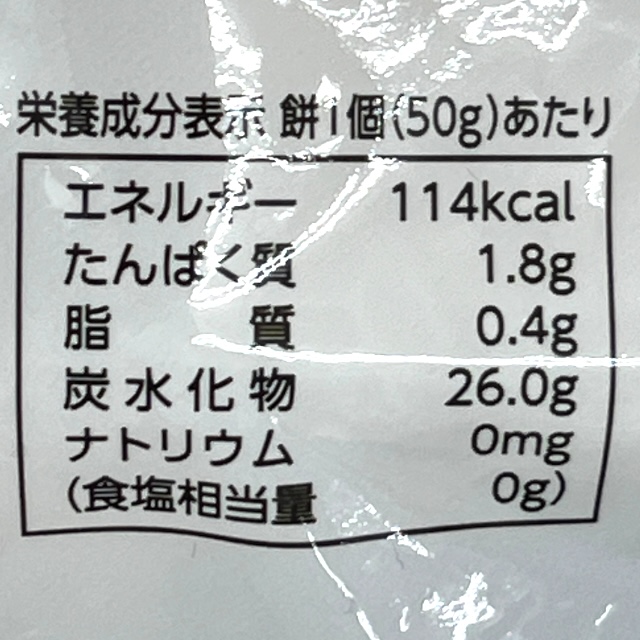 栄養成分表示 餅1個(50g)あたり
エネルギー 114kcal
たんぱく質 1.8g
脂質 0.4g
炭水化物 26.0g
ナトリウム 0mg
(食塩相当量 0g)